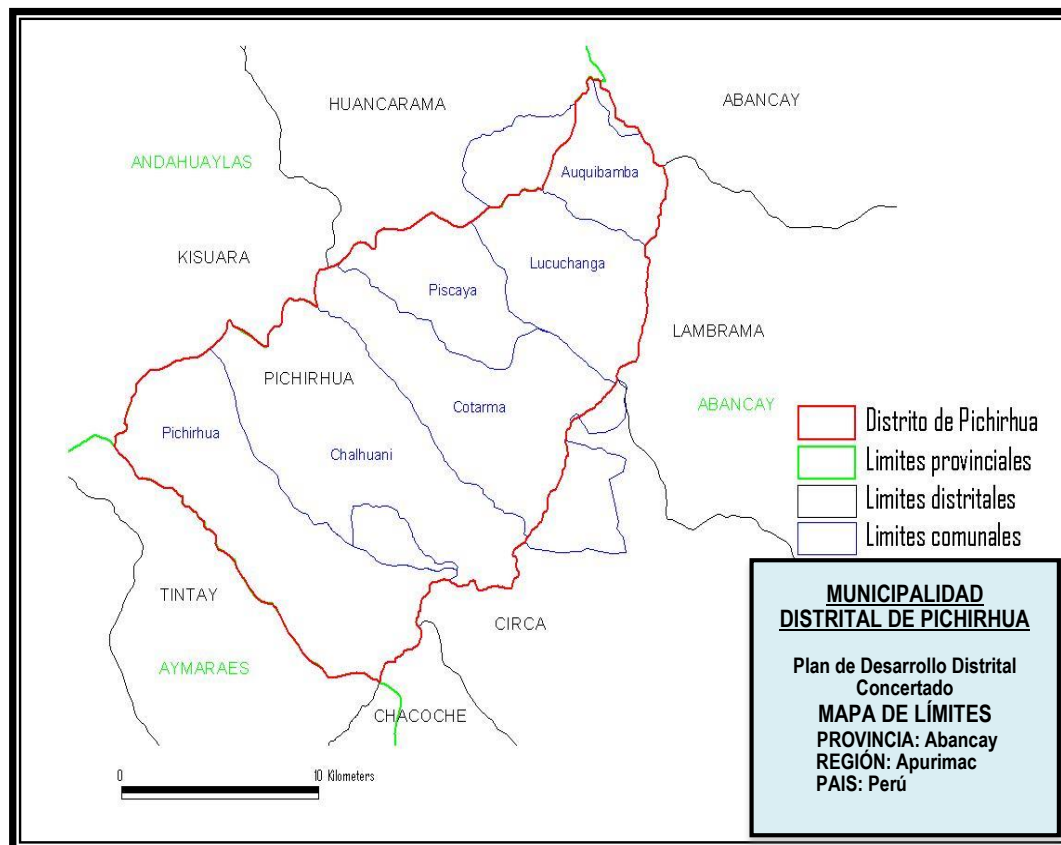 HUANCARAMA
ABANCAY
ANDAHUAYLAS
Auquibamba
KISUARA
Lucuchanga
Piscaya
LAMBRAMA
PICHIRHUA
Cotarma
ABANCAY
Pichirhua
Chalhuani
TINTAY
CIRCA
AYMARAES
CHACOCHE
0 10 Kilometers
Distrito de Pichirhua
Limites provinciales
Limites distritales
Limites comunales
MUNICIPALIDAD
DISTRITAL DE PICHIRHUA
Plan de Desarrollo Distrital
Concertado
MAPA DE LÍMITES
PROVINCIA: Abancay
REGIÓN: Apurimac
PAIS: Perú